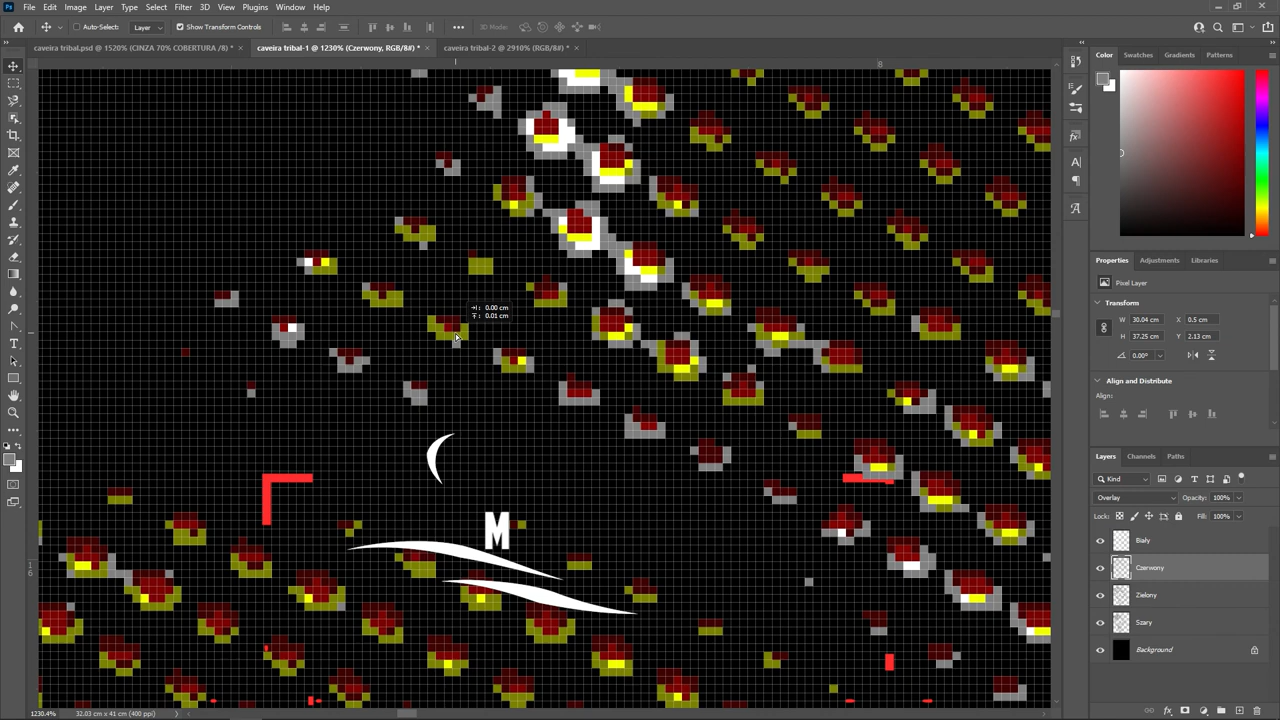 File Edit Image Layer Type Select Filter 3D View Plugins Window Help
Auto-Select: Layer Show Transform Controls 3D Mode:
caveira tribal.psd @ 1520% (CINZA 70% COBERTURA /8) * × caveira tribal-1 @ 1230% (Czerwony, RGB/8#) * × caveira tribal-2 @ 2910% (RGB/8#) * ×
8
Color Swatches Gradients Patterns
Properties Adjustments Libraries
Pixel Layer
Transform
W 30.04 cm X 0.5 cm
H 37.25 cm Y 2.13 cm
0.00°
Align and Distribute
Align:
H: 0.00 cm
0.01 cm
M
16
Layers Channels Paths
Kind
Overlay Opacity: 100%
Lock: Fill: 100%
Biały
Czerwony
Zielony
Szary
Background
1230.4% 32.03 cm x 41 cm (400 ppi)